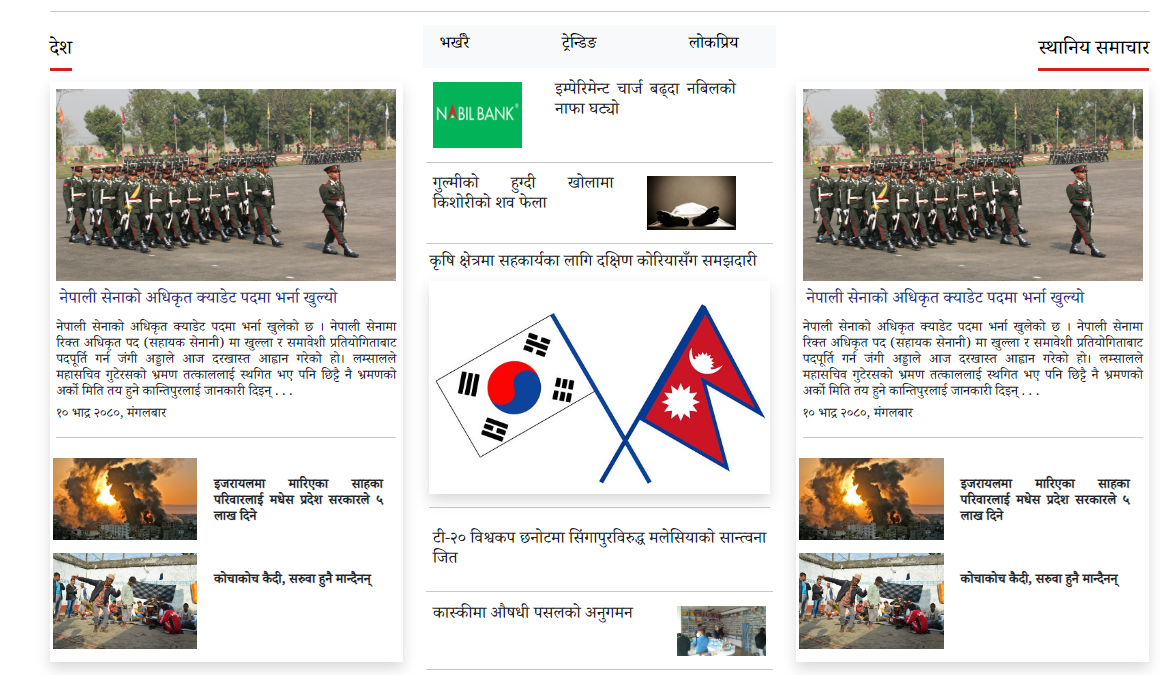 देश
नेपाली सेनाको अधिकृत क्याडेट पदमा भर्ना खुल्यो
नेपाली सेनाको अधिकृत क्याडेट पदमा भर्ना खुलेको छ । नेपाली सेनामा
रिक्त अधिकृत पद (सहायक सेनानी) मा खुल्ला र समावेशी प्रतियोगिताबाट
पदपूर्ति गर्न जंगी अड्डाले आज दरखास्त आह्वान गरेको हो। लम्सालले
महासचिव गुटेरसको भ्रमण तत्काललाई स्थगित भए पनि छिट्टै नै भ्रमणको
अर्को मिति तय हुने कान्तिपुरलाई जानकारी दिइन् . . .
१० भाद्र २०८०, मंगलबार
इजरायलमा मारिएका साहका
परिवारलाई मधेस प्रदेश सरकारले ५
लाख दिने
कोचाकोच कैदी, सरुवा हुनै मान्दैनन्
भर्खरै ट्रेन्डिङ लोकप्रिय
NABIL BANK
इम्पेरिमेन्ट चार्ज बढ्दा नबिलको
नाफा घट्यो
गुल्मीको हुग्दी खोलामा
किशोरीको शव फेला
कृषि क्षेत्रमा सहकार्यका लागि दक्षिण कोरियासँग समझदारी
टी-२० विश्वकप छनोटमा सिंगापुरविरुद्ध मलेसियाको सान्त्वना
जित
कास्कीमा औषधी पसलको अनुगमन
स्थानिय समाचार
नेपाली सेनाको अधिकृत क्याडेट पदमा भर्ना खुल्यो
नेपाली सेनाको अधिकृत क्याडेट पदमा भर्ना खुलेको छ । नेपाली सेनामा
रिक्त अधिकृत पद (सहायक सेनानी) मा खुल्ला र समावेशी प्रतियोगिताबाट
पदपूर्ति गर्न जंगी अड्डाले आज दरखास्त आह्वान गरेको हो। लम्सालले
महासचिव गुटेरसको भ्रमण तत्काललाई स्थगित भए पनि छिट्टै नै भ्रमणको
अर्को मिति तय हुने कान्तिपुरलाई जानकारी दिइन् . . .
१० भाद्र २०८०, मंगलबार
इजरायलमा मारिएका साहका
परिवारलाई मधेस प्रदेश सरकारले ५
लाख दिने
कोचाकोच कैदी, सरुवा हुनै मान्दैनन्